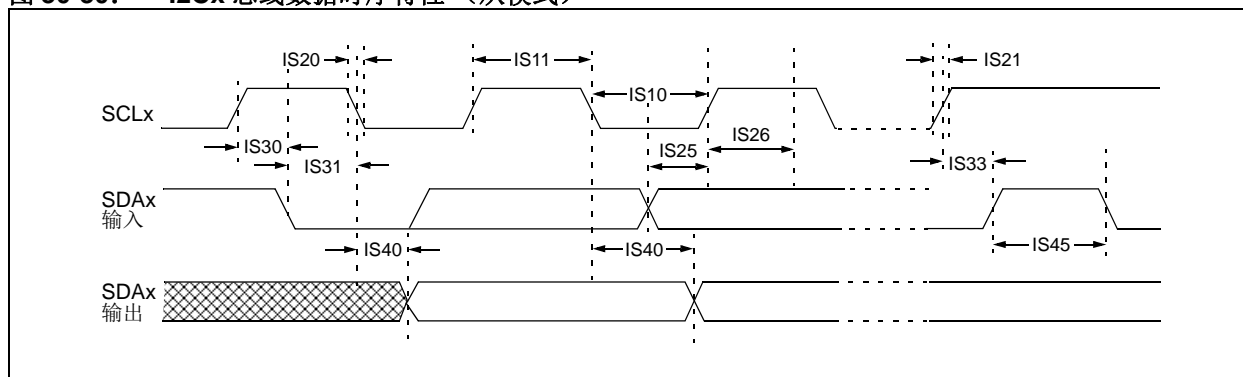 IS20
IS11
IS21
SCLx
IS10
IS30
IS31
IS25
IS26
IS33
SDAx
输入
IS40
IS40
IS45
SDAx
输出